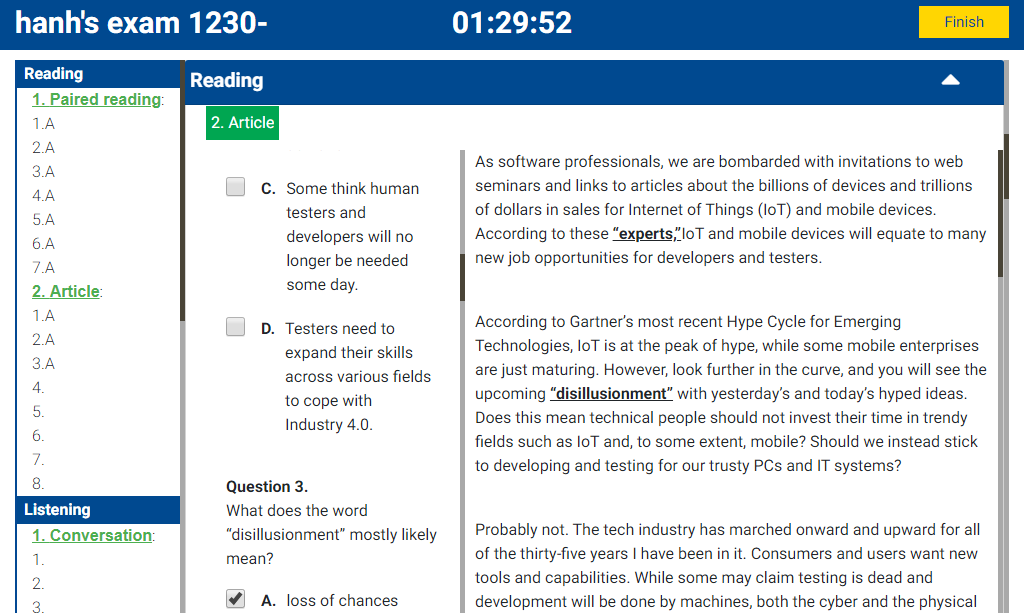 hanh's exam 1230-
01:29:52
Finish
Reading
1. Paired reading:
1.A
2.A
3.A
4.A
5.A
6.A
7.A
2. Article:
1.A
2.A
3.A
4.
5.
6.
7.
8.
Listening
1. Conversation:
1.
2.
3.
Reading
2. Article
C. Some think human
testers and
developers will no
longer be needed
some day.
D. Testers need to
expand their skills
across various fields
to cope with
Industry 4.0.
Question 3.
What does the word
“disillusionment” mostly likely
mean?
A. loss of chances
As software professionals, we are bombarded with invitations to web
seminars and links to articles about the billions of devices and trillions
of dollars in sales for Internet of Things (IoT) and mobile devices.
According to these “experts,”IoT and mobile devices will equate to many
new job opportunities for developers and testers.
According to Gartner’s most recent Hype Cycle for Emerging
Technologies, IoT is at the peak of hype, while some mobile enterprises
are just maturing. However, look further in the curve, and you will see the
upcoming “disillusionment” with yesterday’s and today’s hyped ideas.
Does this mean technical people should not invest their time in trendy
fields such as IoT and, to some extent, mobile? Should we instead stick
to developing and testing for our trusty PCs and IT systems?
Probably not. The tech industry has marched onward and upward for all
of the thirty-five years I have been in it. Consumers and users want new
tools and capabilities. While some may claim testing is dead and
development will be done by machines, both the cyber and the physical